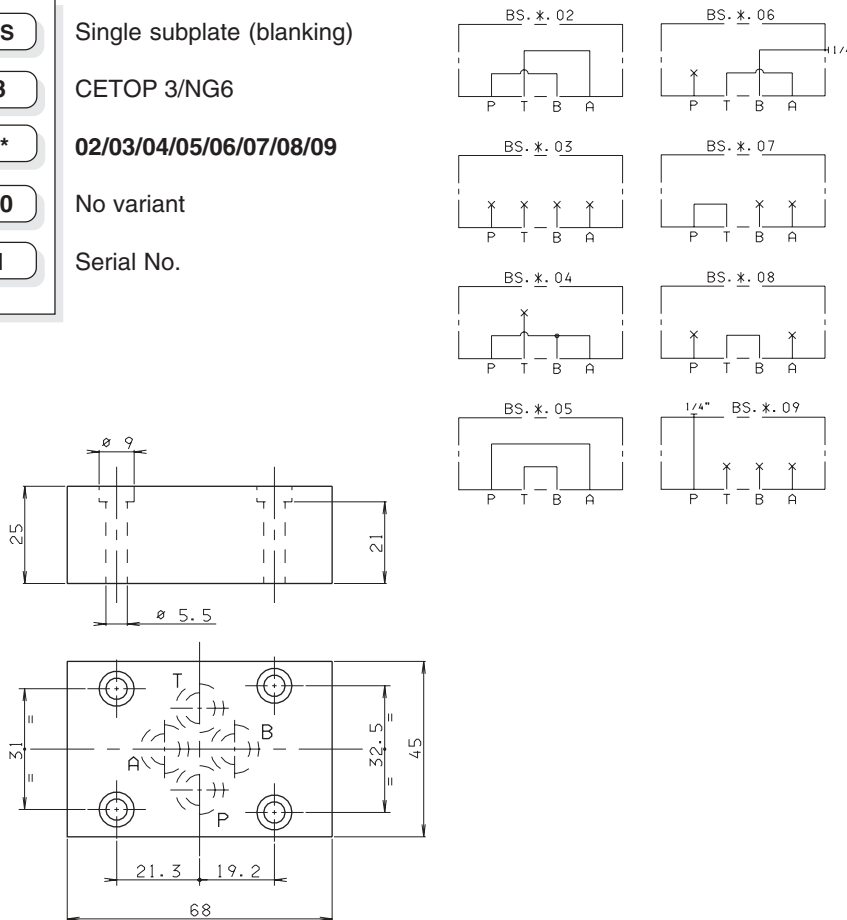 S Single subplate (blanking)
3 CETOP 3/NG6
* 02/03/04/05/06/07/08/09
0 No variant
Serial No.
BS.*.02
P T B A
BS.*.06
1/4
P T B A
BS.*.03
P T B A
BS.*.07
P T B A
BS.*.04
P T B A
BS.*.08
P T B A
BS.*.05
P T B A
1/4" BS.*.09
P T B A
ø 9
25
21
ø 5.5
T
B
A
P
31
=
=
32.5
=
=
45
21.3
19.2
68